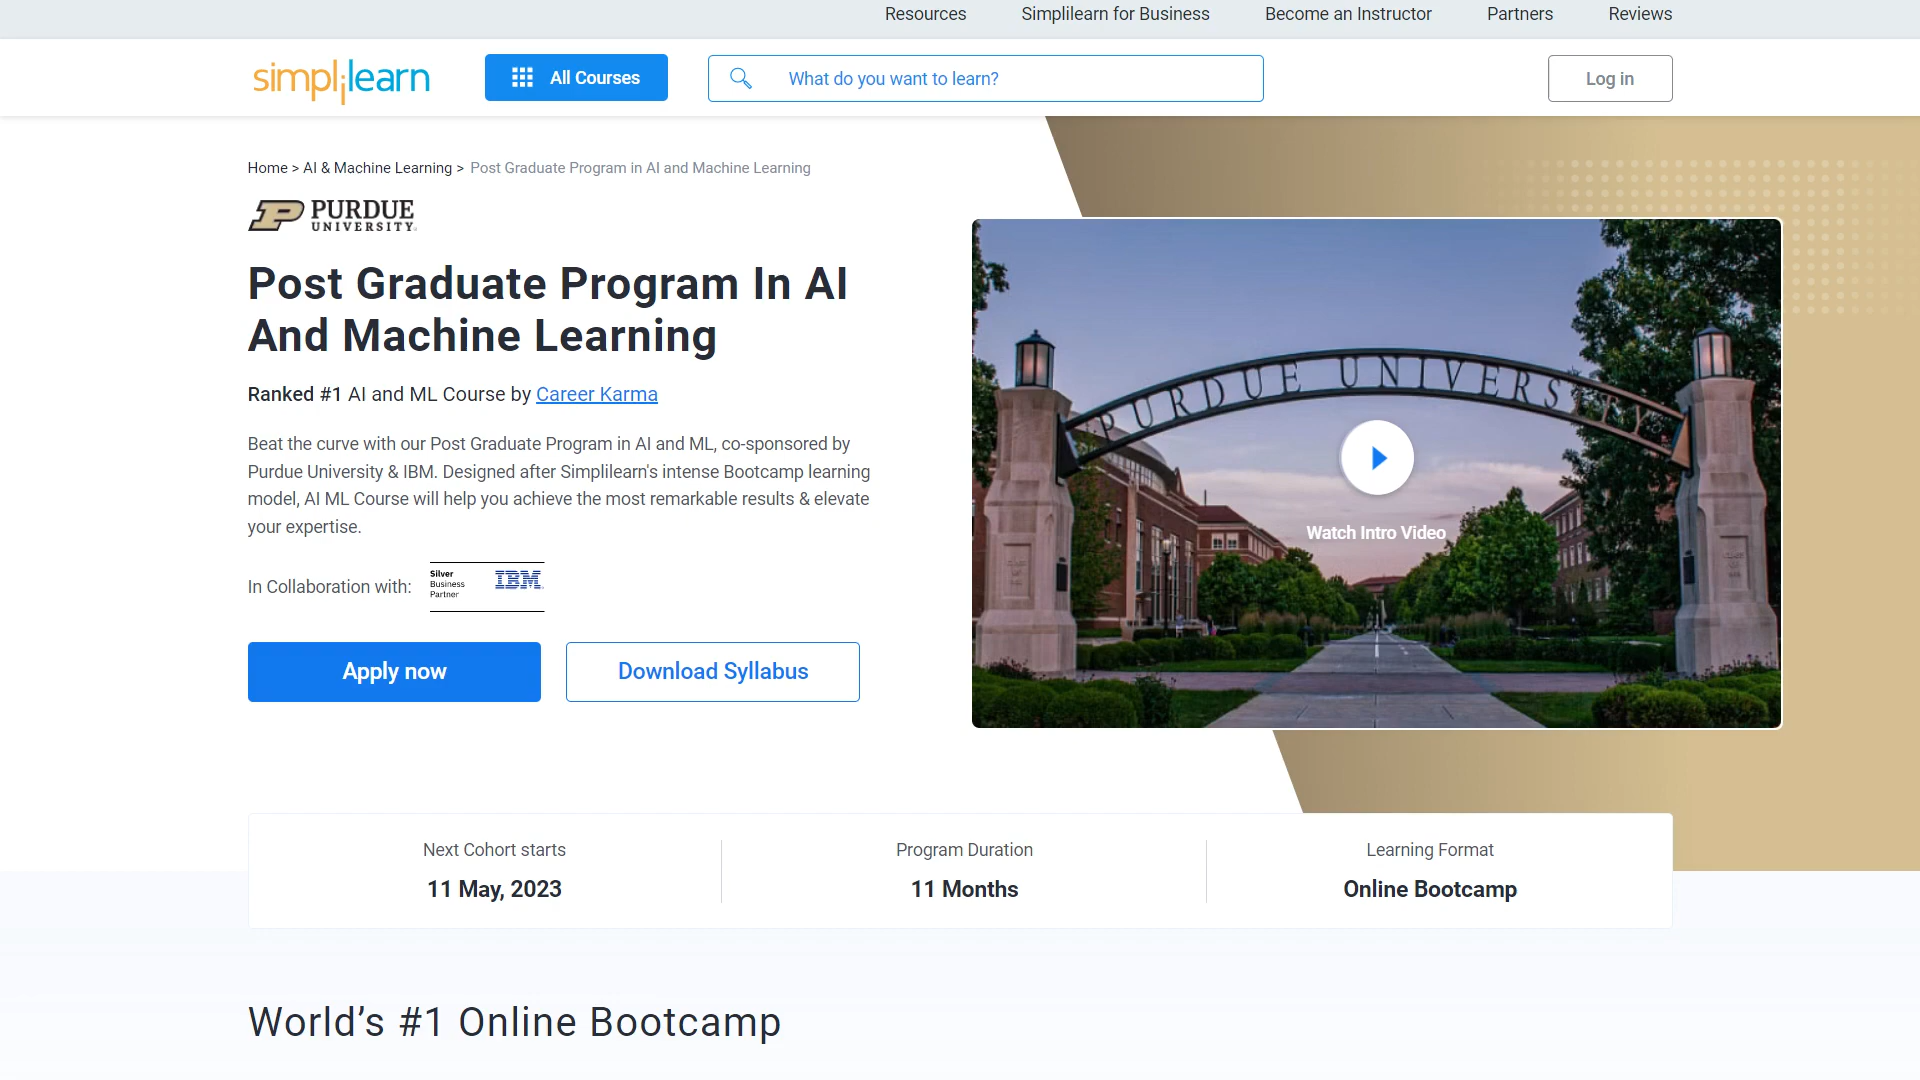 Resources Simplilearn for Business Become an Instructor Partners Reviews
simplilearn All Courses What do you want to learn? Log in
Home > AI & Machine Learning > Post Graduate Program in AI and Machine Learning
PURDUE
UNIVERSITY
Post Graduate Program In AI
And Machine Learning
Ranked #1 AI and ML Course by Career Karma
Beat the curve with our Post Graduate Program in AI and ML, co-sponsored by
Purdue University & IBM. Designed after Simplilearn's intense Bootcamp learning
model, AI ML Course will help you achieve the most remarkable results & elevate
your expertise.
In Collaboration with:
Silver
Business
Partner
IBM
Apply now Download Syllabus
PURDUE UNIVERSITY
Watch Intro Video
Next Cohort starts
11 May, 2023
Program Duration
11 Months
Learning Format
Online Bootcamp
World’s #1 Online Bootcamp